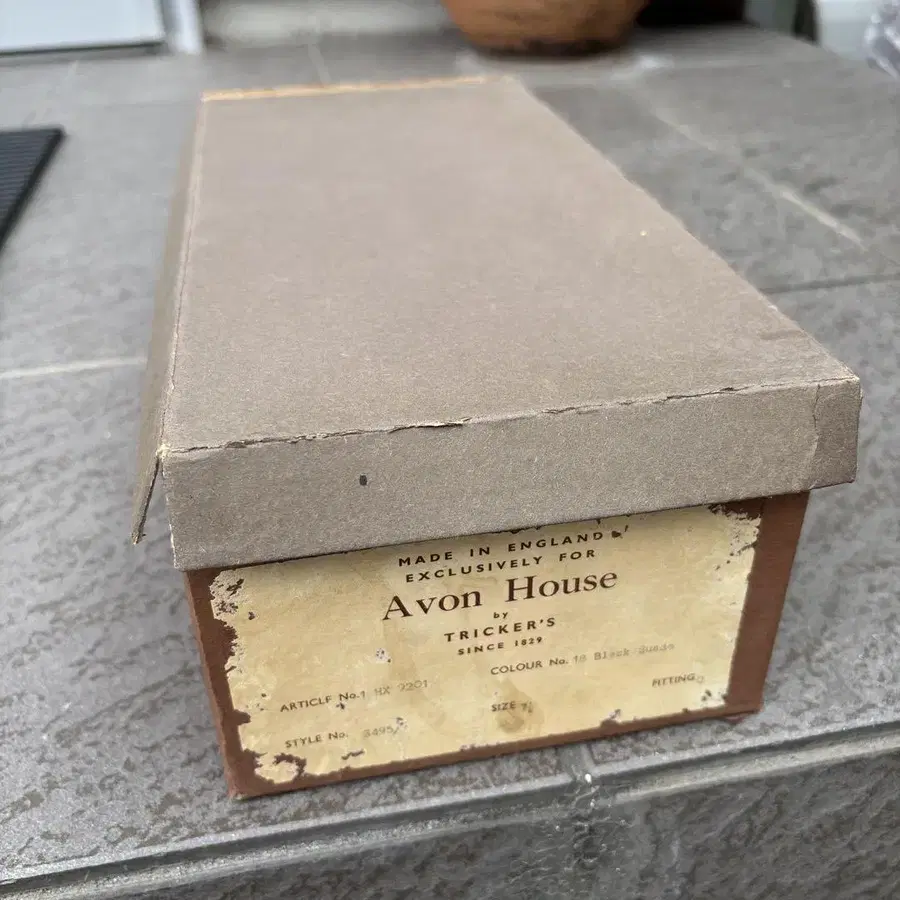 MADE IN ENGLAND
EXCLUSIVELY FOR
Avon House
by
TRICKER'S
SINCE 1829
COLOUR No. 18 Black Suede
ARTICLE No. HX 2201
FITTING
SIZE
STYLE No. 3495